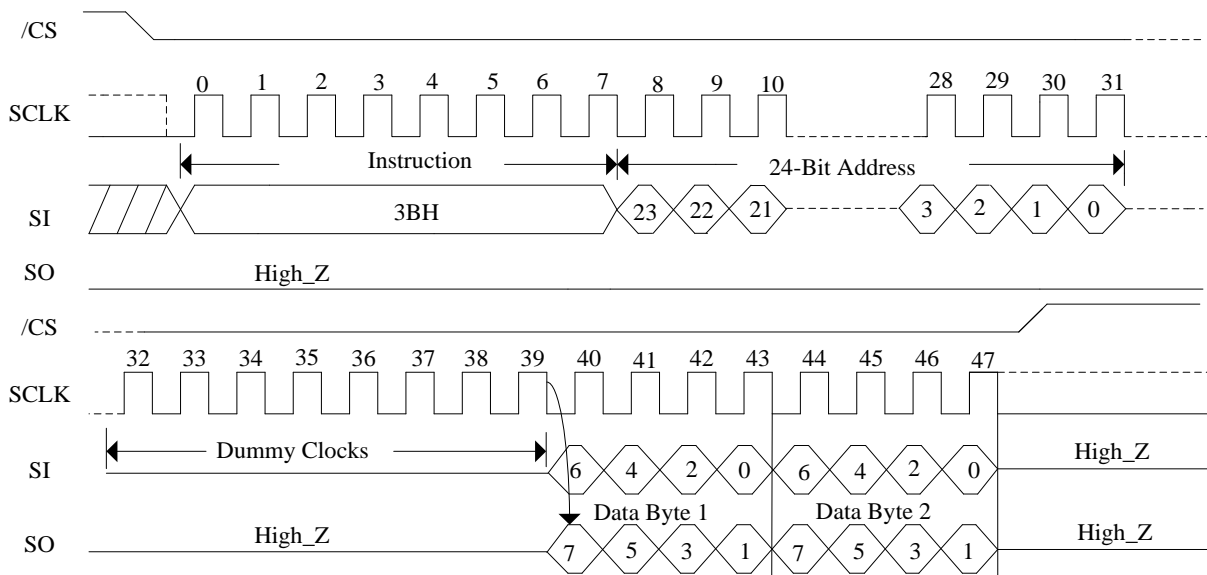 /CS
0 1 2 3 4 5 6 7 8 9 10 28 29 30 31
SCLK
Instruction 24-Bit Address
SI 3BH 23 22 21 3 2 1 0
SO High_Z
/CS
32 33 34 35 36 37 38 39 40 41 42 43 44 45 46 47
SCLK
Dummy Clocks
SI 6 4 2 0 6 4 2 0 High_Z
Data Byte 1 Data Byte 2
SO High_Z 7 5 3 1 7 5 3 1 High_Z